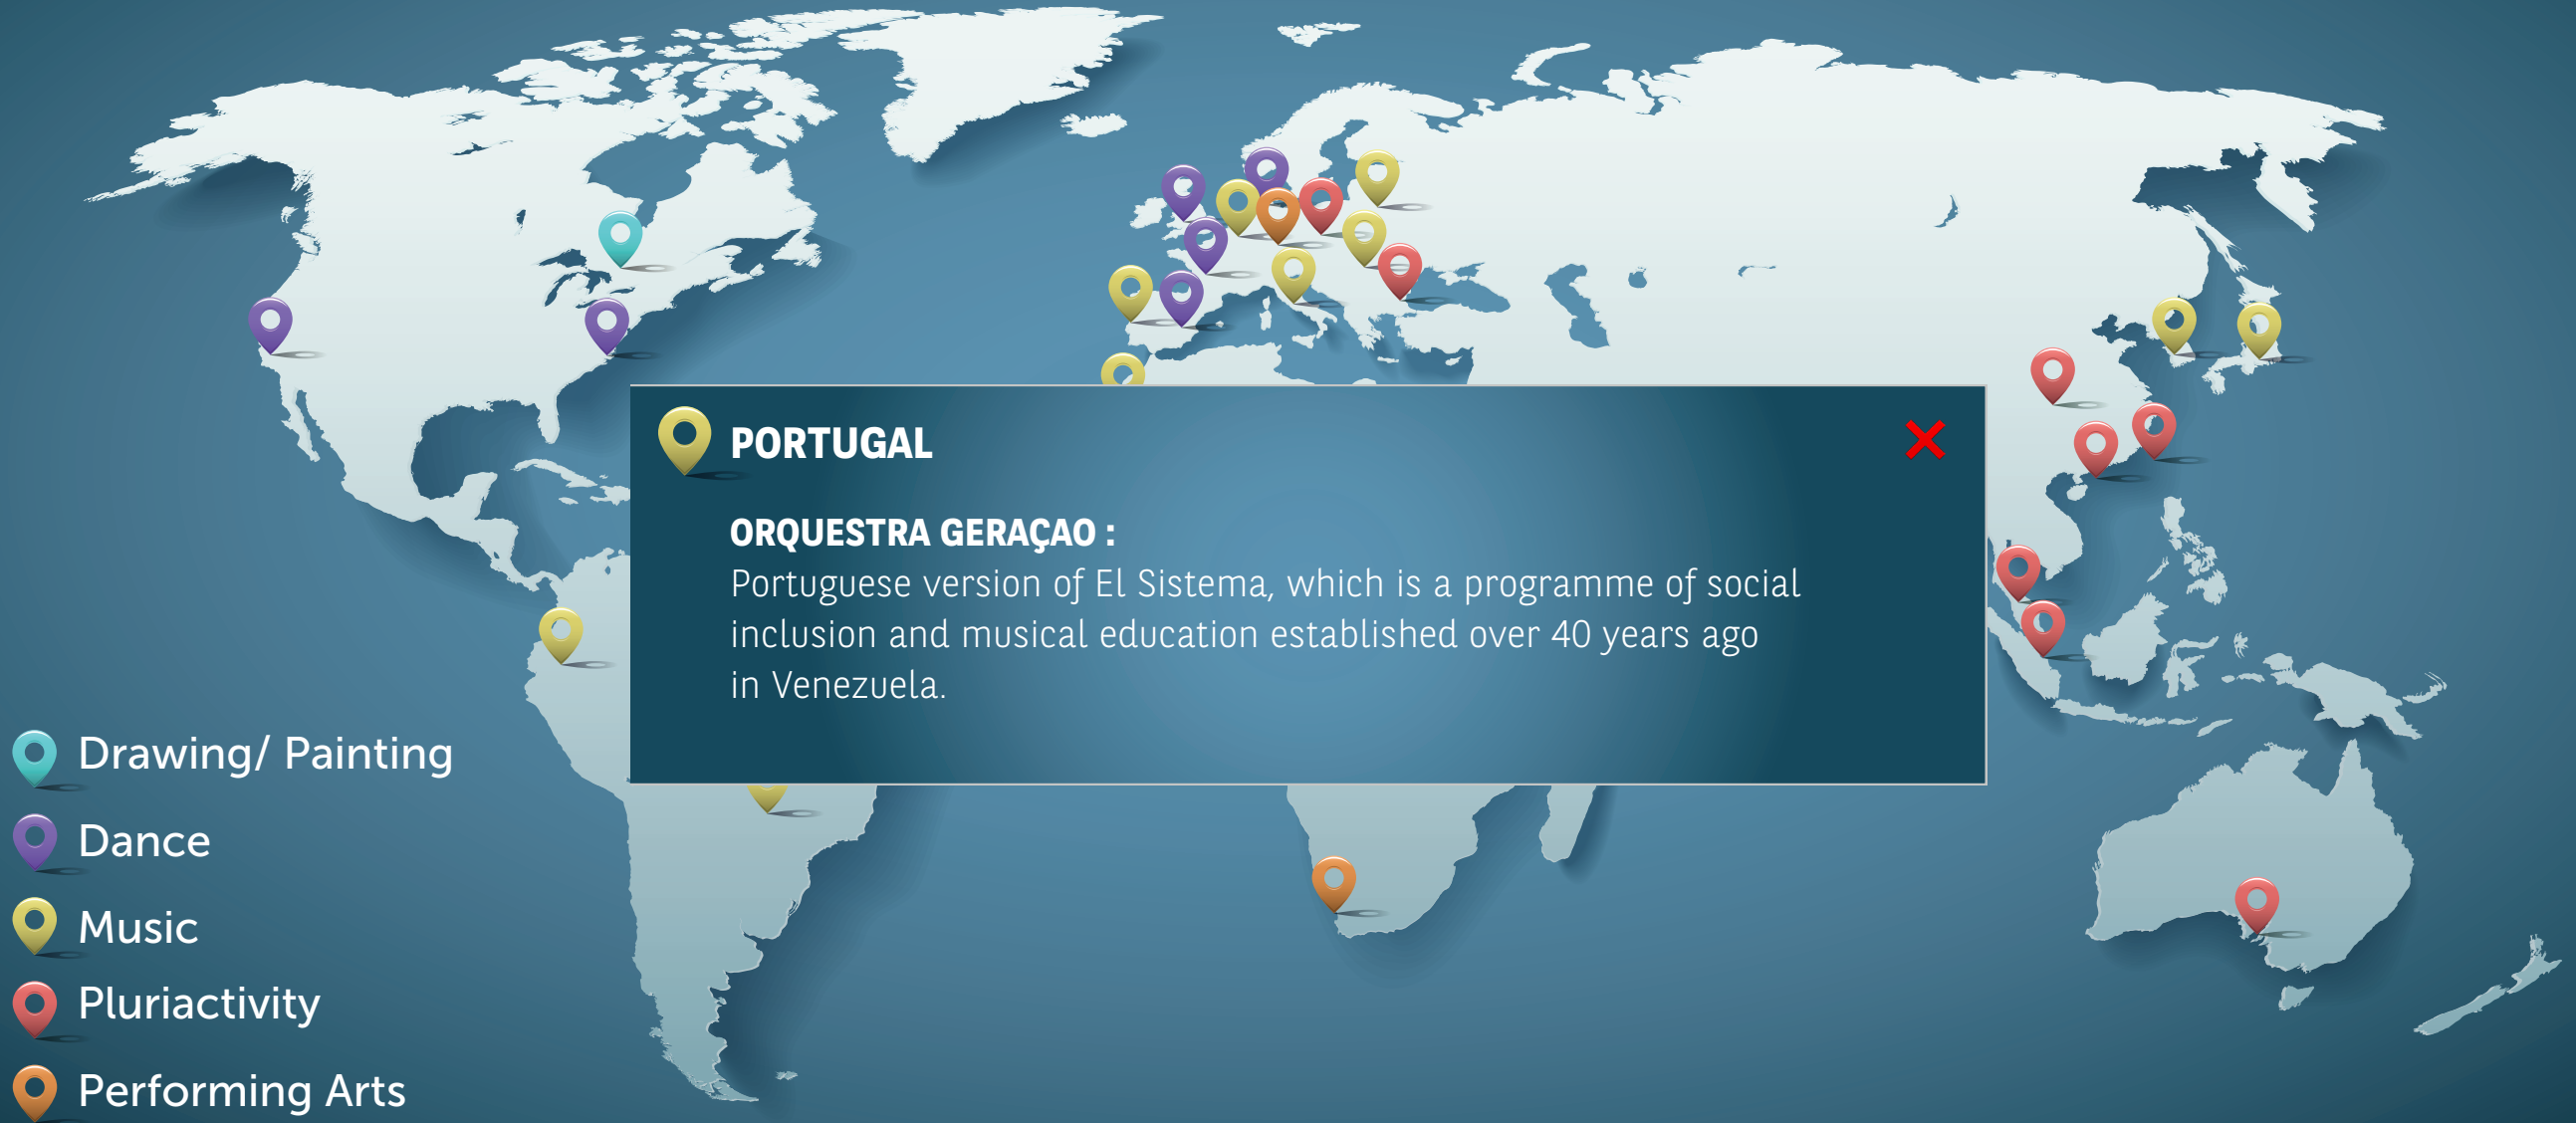 PORTUGAL
ORQUESTRA GERAÇAO :
Portuguese version of El Sistema, which is a programme of social
inclusion and musical education established over 40 years ago
in Venezuela.
Drawing/ Painting
Dance
Music
Pluriactivity
Performing Arts